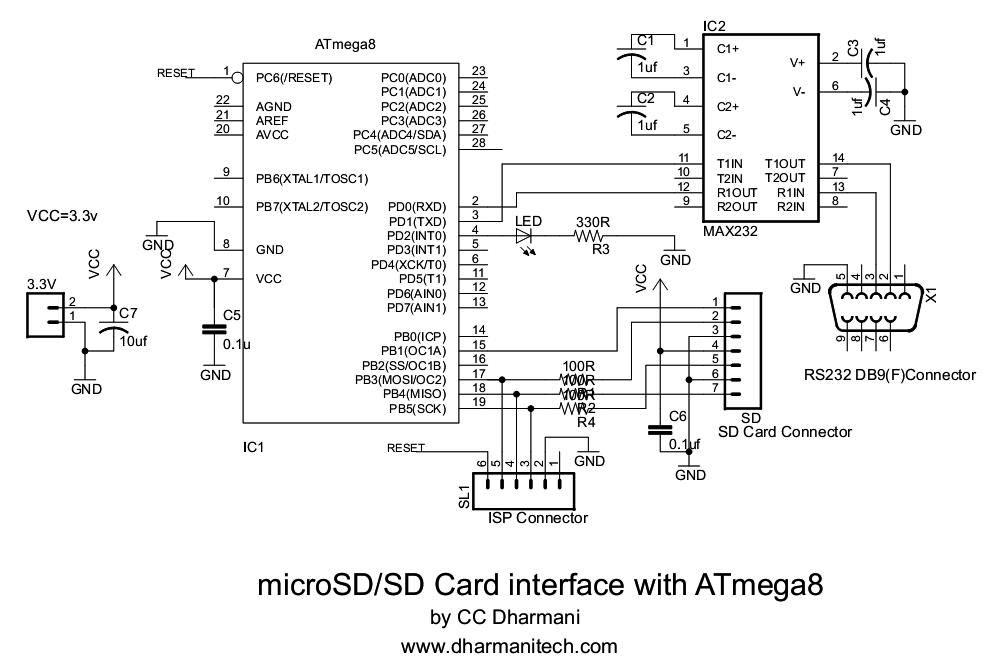 ATmega8
RESET 1 PC6(/RESET)
22 AGND
21 AREF
20 AVCC
9 PB6(XTAL1/TOSC1)
10 PB7(XTAL2/TOSC2)
8 GND
7 VCC
GND
VCC
PC0(ADC0) 23
PC1(ADC1) 24
PC2(ADC2) 25
PC3(ADC3) 26
PC4(ADC4/SDA) 27
PC5(ADC5/SCL) 28
PD0(RXD) 2
PD1(TXD) 3
PD2(INT0) 4
PD3(INT1) 5
PD4(XCK/T0) 6
PD5(T1) 11
PD6(AIN0) 12
PD7(AIN1) 13
PB0(ICP) 14
PB1(OC1A) 15
PB2(SS/OC1B) 16
PB3(MOSI/OC2) 17
PB4(MISO) 18
PB5(SCK) 19
IC1
VCC=3.3v
VCC
3.3V
2
1
C7
10uf
GND
C5
0.1u
GND
LED
330R
R3
GND
IC2
C1
1uf
C2
1uf
1 C1+
3 C1-
4 C2+
5 C2-
V+ 2
V- 6
C3
1uf
1uf
C4
GND
11 T1IN T1OUT 14
10 T2IN T2OUT 7
12 R1OUT R1IN 13
9 R2OUT R2IN 8
MAX232
GND
5 4 3 2 1
X1
9 8 7 6
RS232 DB9(F)Connector
VCC
1
2
3
4
5
6
7
100R
100R
100R
R2
R4
C6
0.1uf
GND
SD
SD Card Connector
RESET
6 5 4 3 2 1
GND
SL1
ISP Connector
microSD/SD Card interface with ATmega8
by CC Dharmani
www.dharmanitech.com